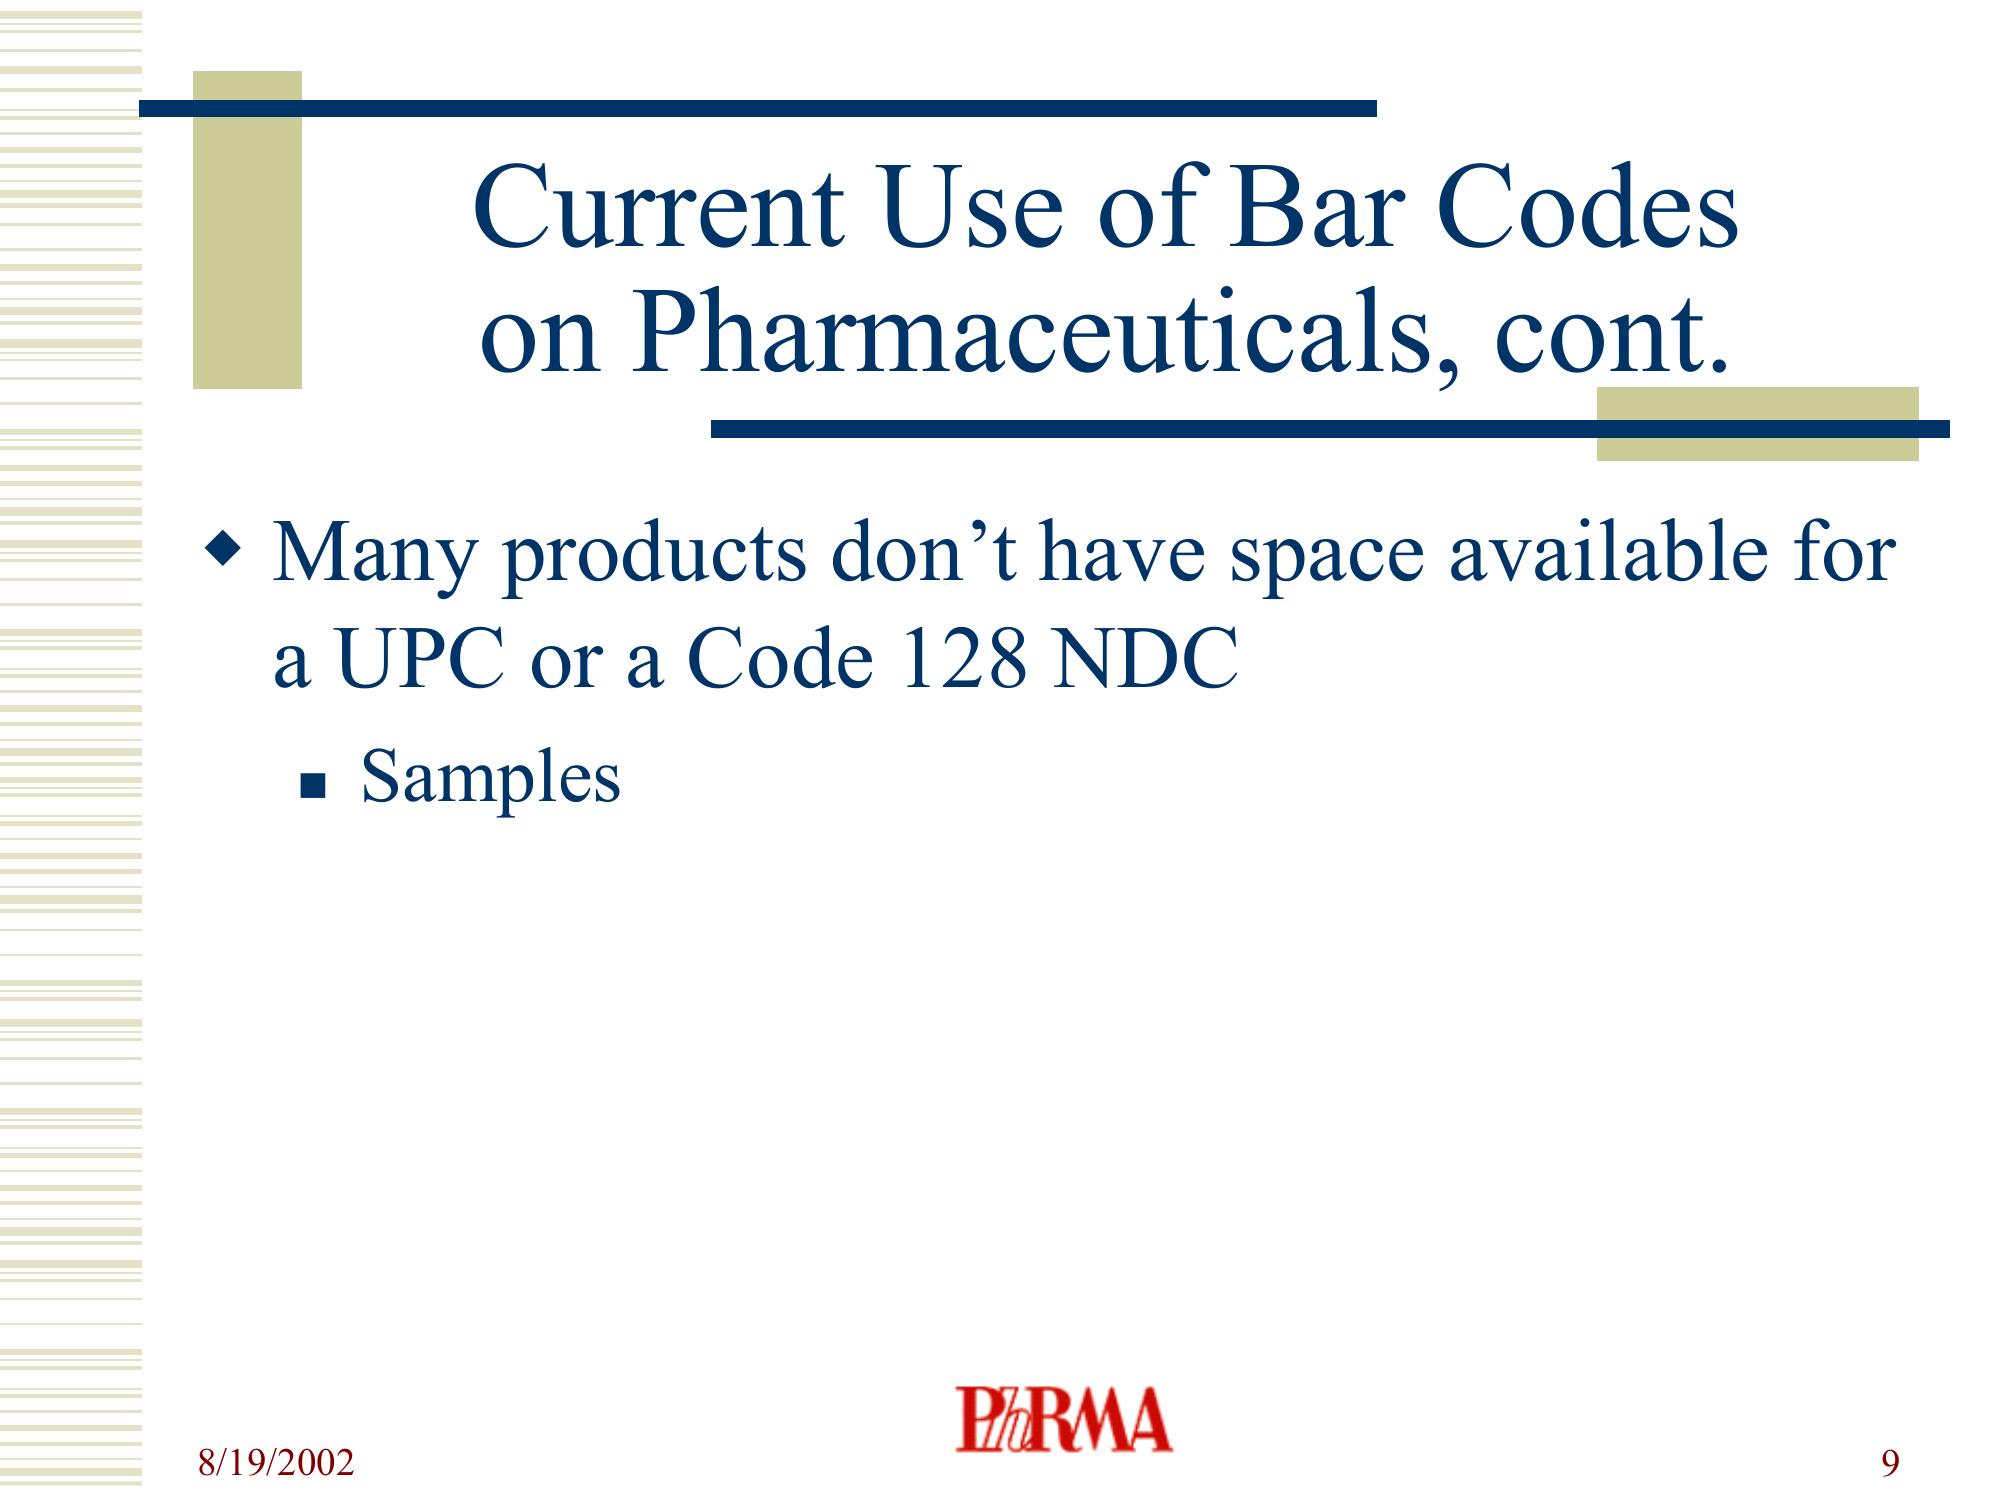 Current Use of Bar Codes
on Pharmaceuticals, cont.
◆ Many products don’t have space available for
a UPC or a Code 128 NDC
■ Samples
PhRMA
8/19/2002
9